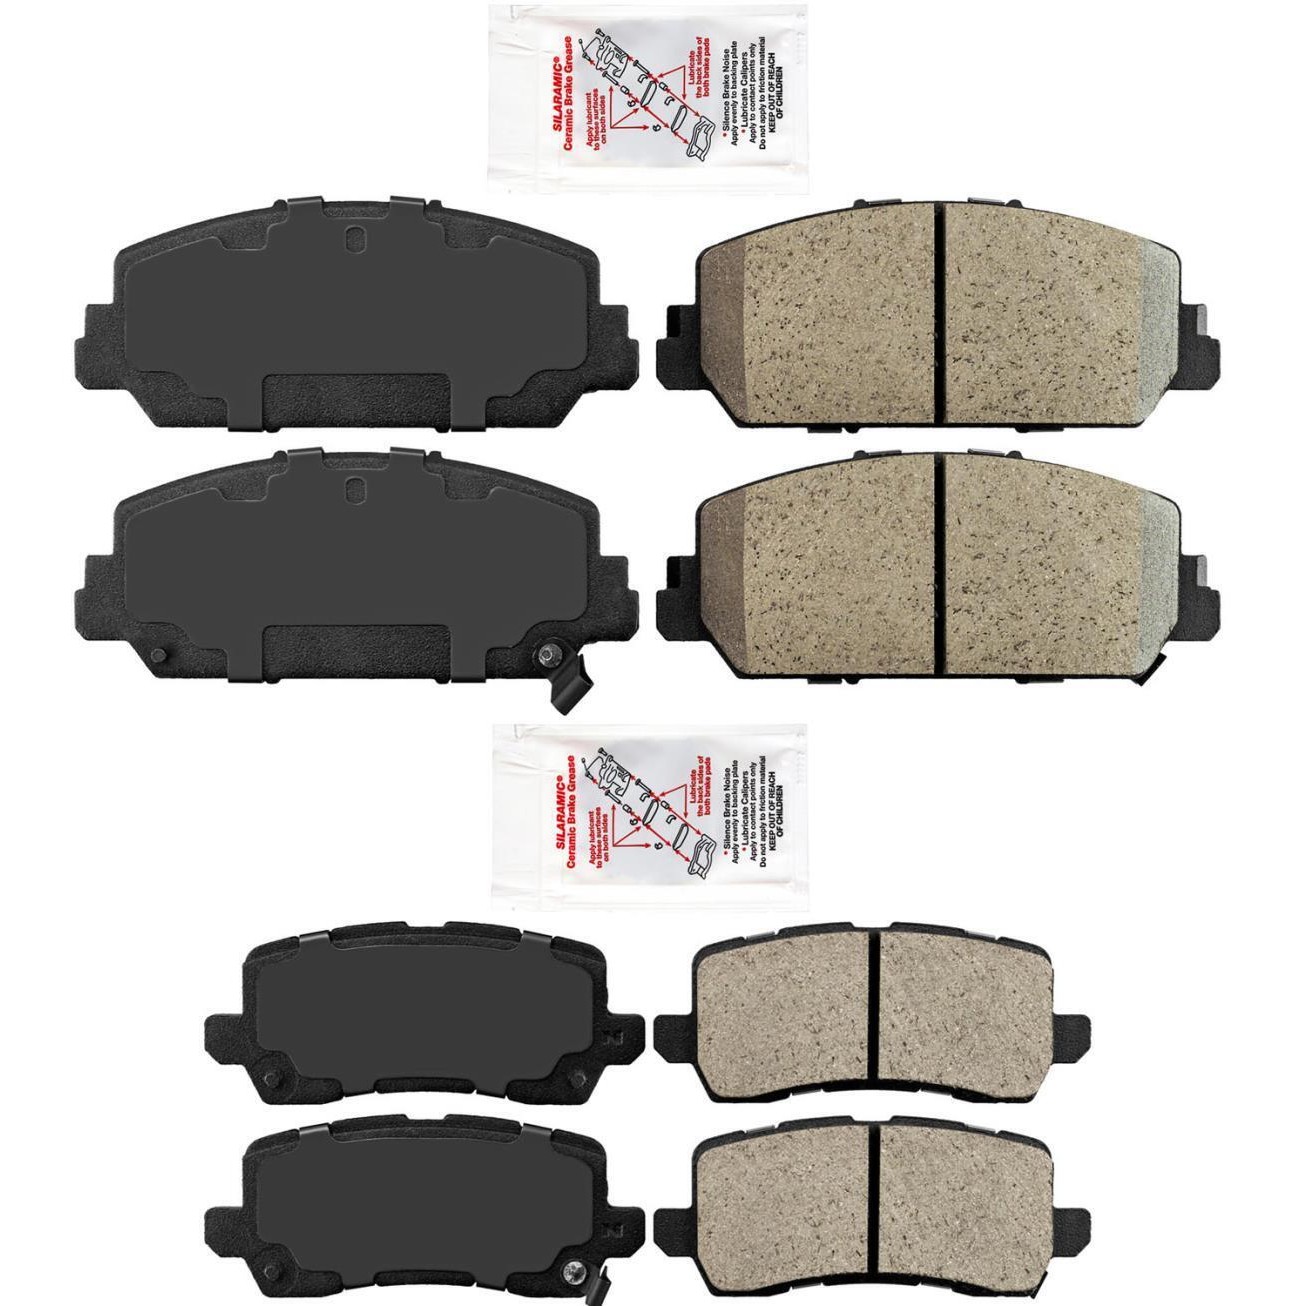 SILARAMIC®
Ceramic Brake Grease
Apply lubricant
to these surfaces
on both sides
Lubricate
the back sides of
both brake pads
* Silence Brake Noise
Apply evenly to backing plate
* Lubricate Calipers
Apply to contact points only
Do not apply to friction material
KEEP OUT OF REACH
OF CHILDREN
SILARAMIC®
Ceramic Brake Grease
Apply lubricant
to these surfaces
on both sides
Lubricate
the back sides of
both brake pads
* Silence Brake Noise
Apply evenly to backing plate
* Lubricate Calipers
Apply to contact points only
Do not apply to friction material
KEEP OUT OF REACH
OF CHILDREN
N
N